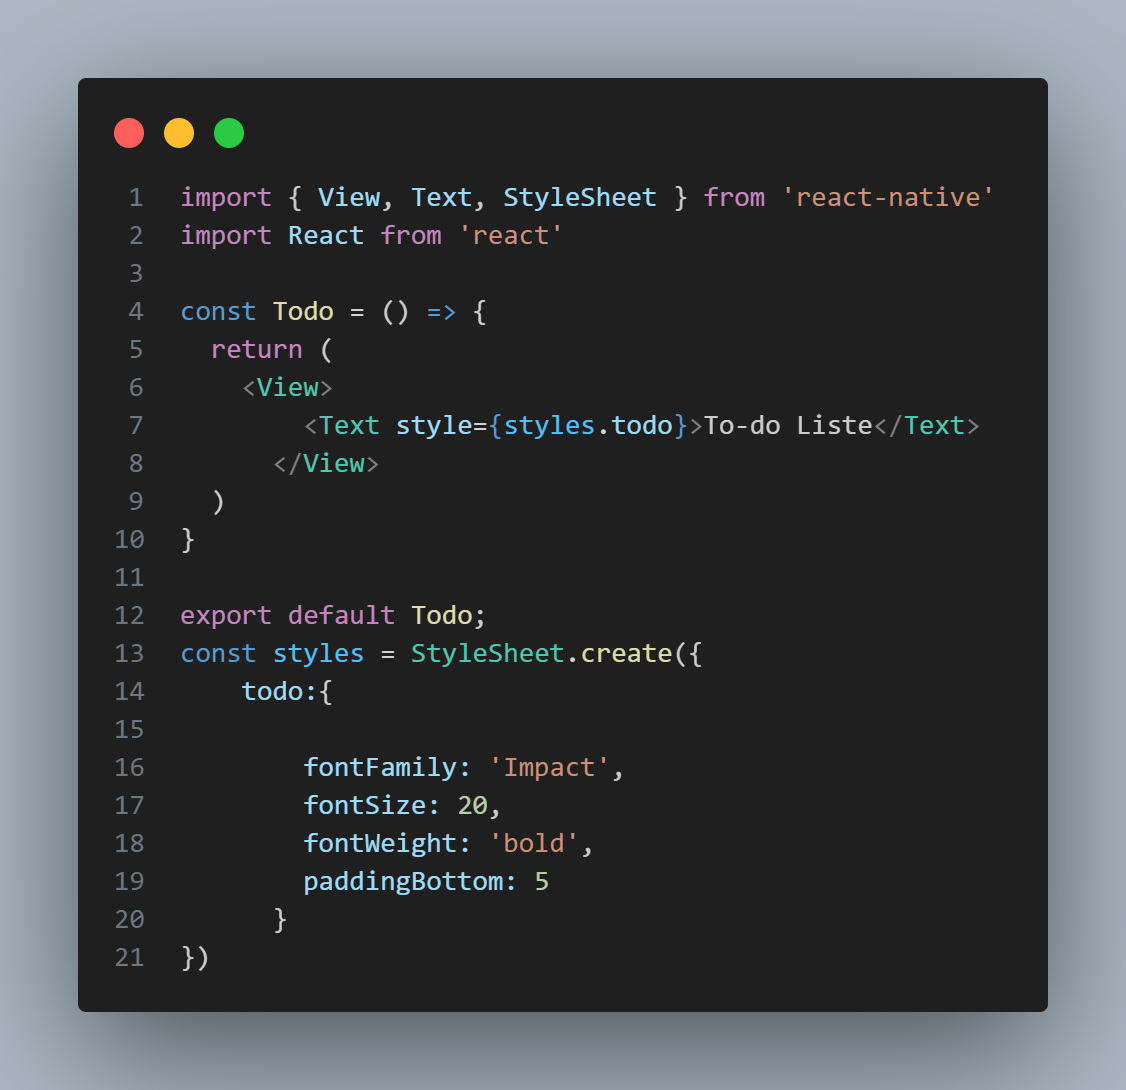 1 import { View, Text, StyleSheet } from 'react-native'
2 import React from 'react'
3
4 const Todo = () => {
5   return (
6     <View>
7         <Text style={styles.todo}>To-do Liste</Text>
8       </View>
9   )
10 }
11
12 export default Todo;
13 const styles = StyleSheet.create({
14     todo:{
15
16         fontFamily: 'Impact',
17         fontSize: 20,
18         fontWeight: 'bold',
19         paddingBottom: 5
20       }
21 })